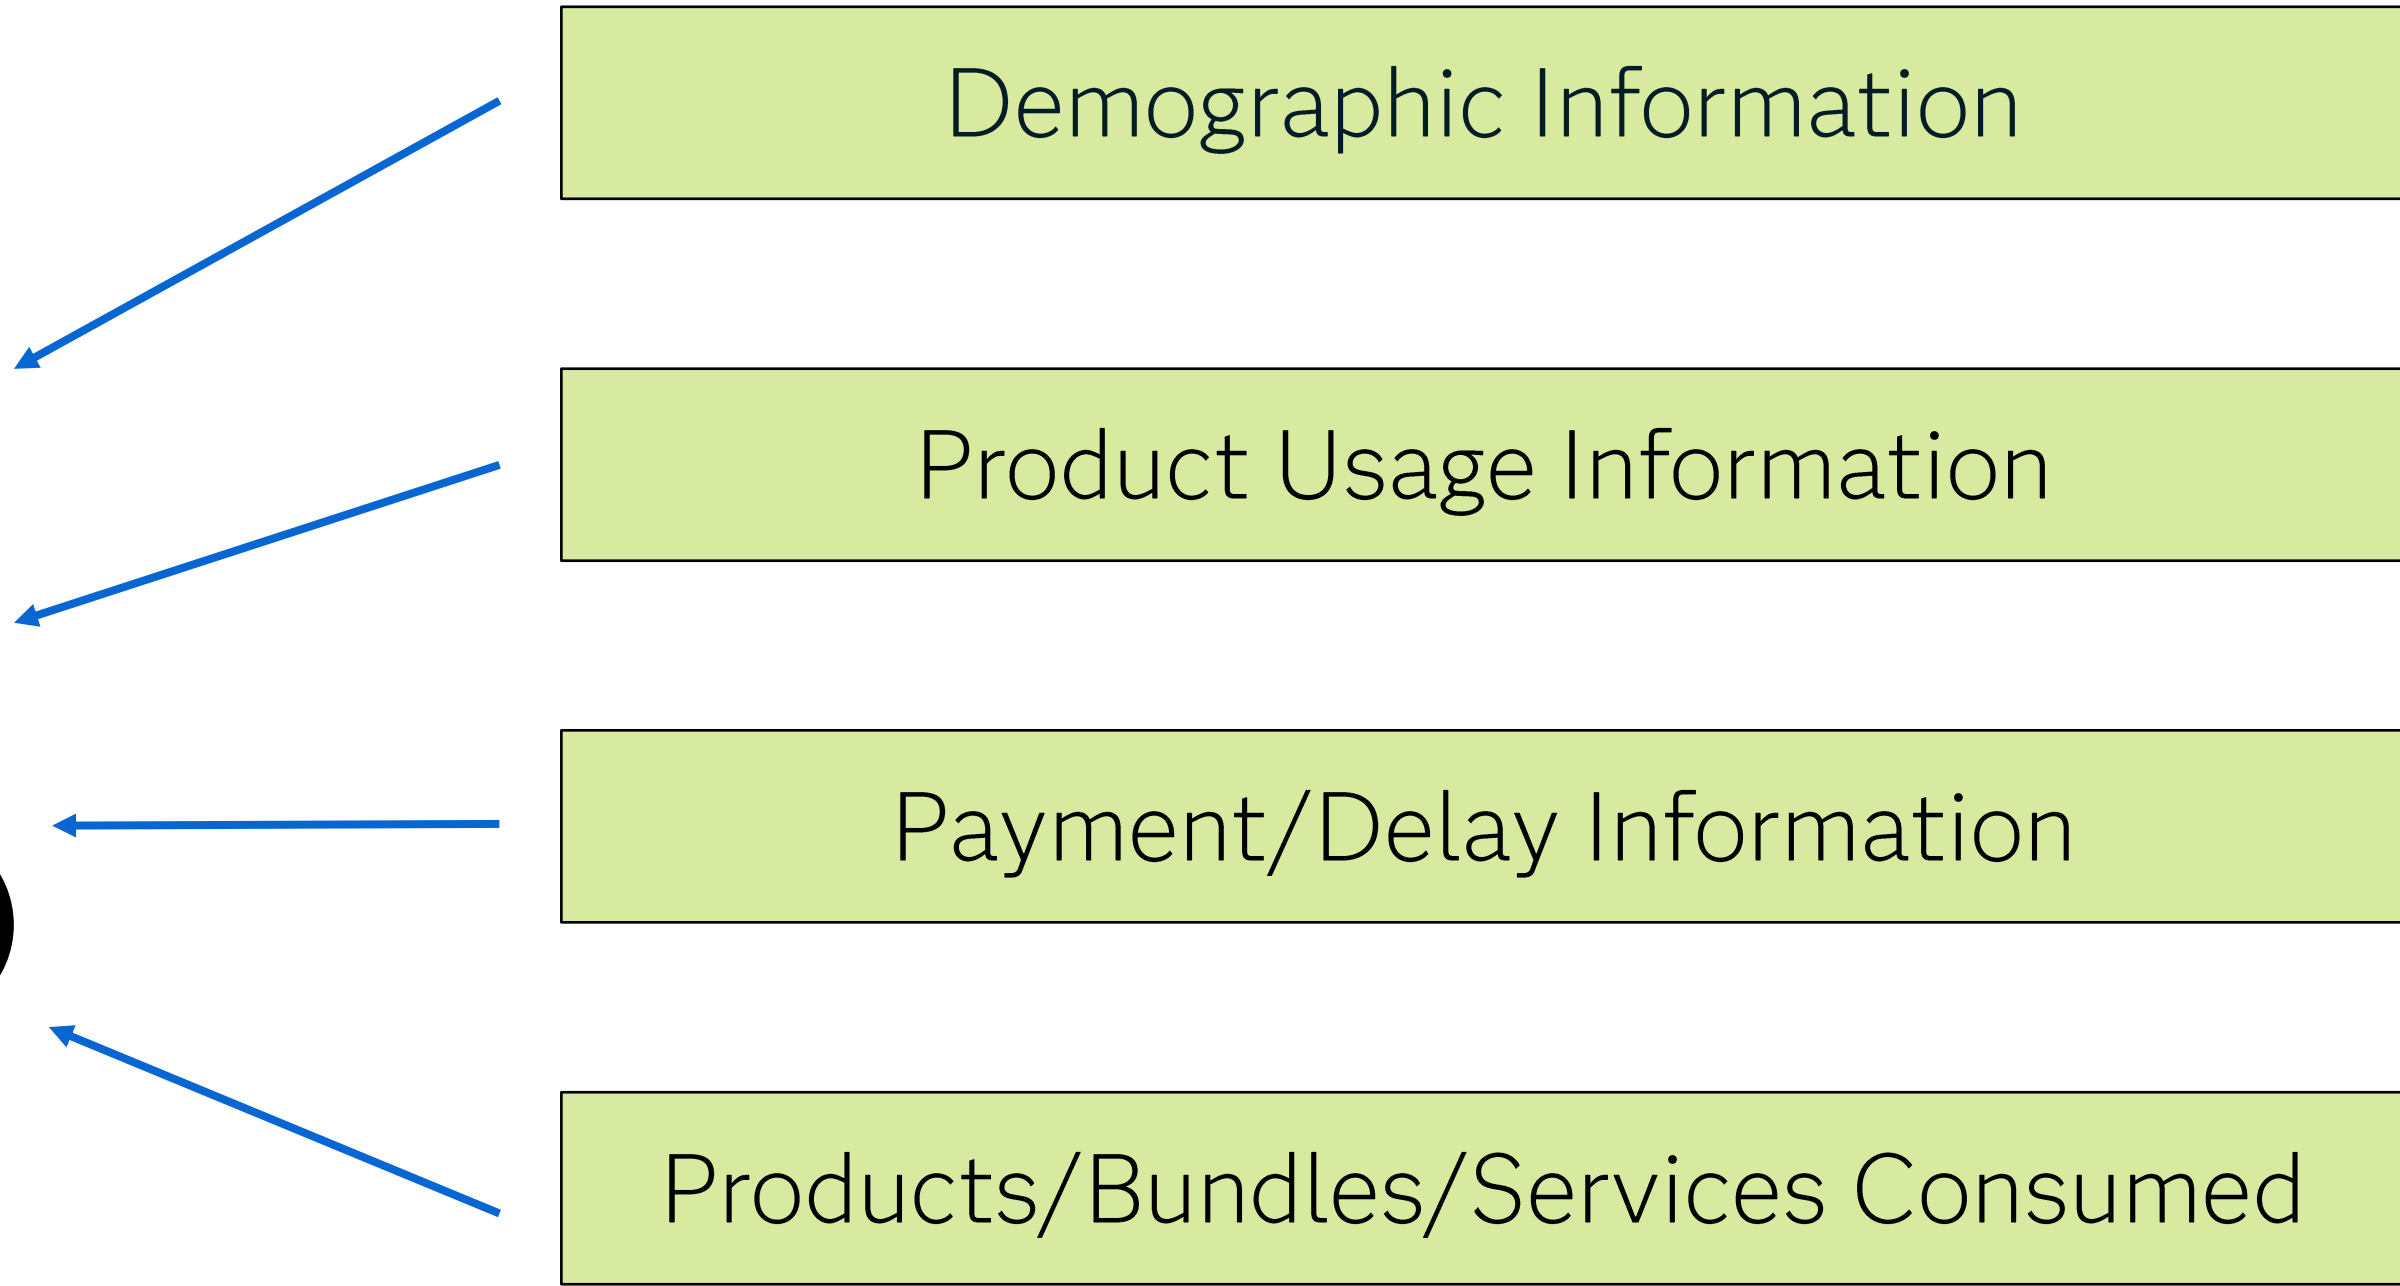 Demographic Information
Product Usage Information
Payment/Delay Information
Products/Bundles/Services Consumed